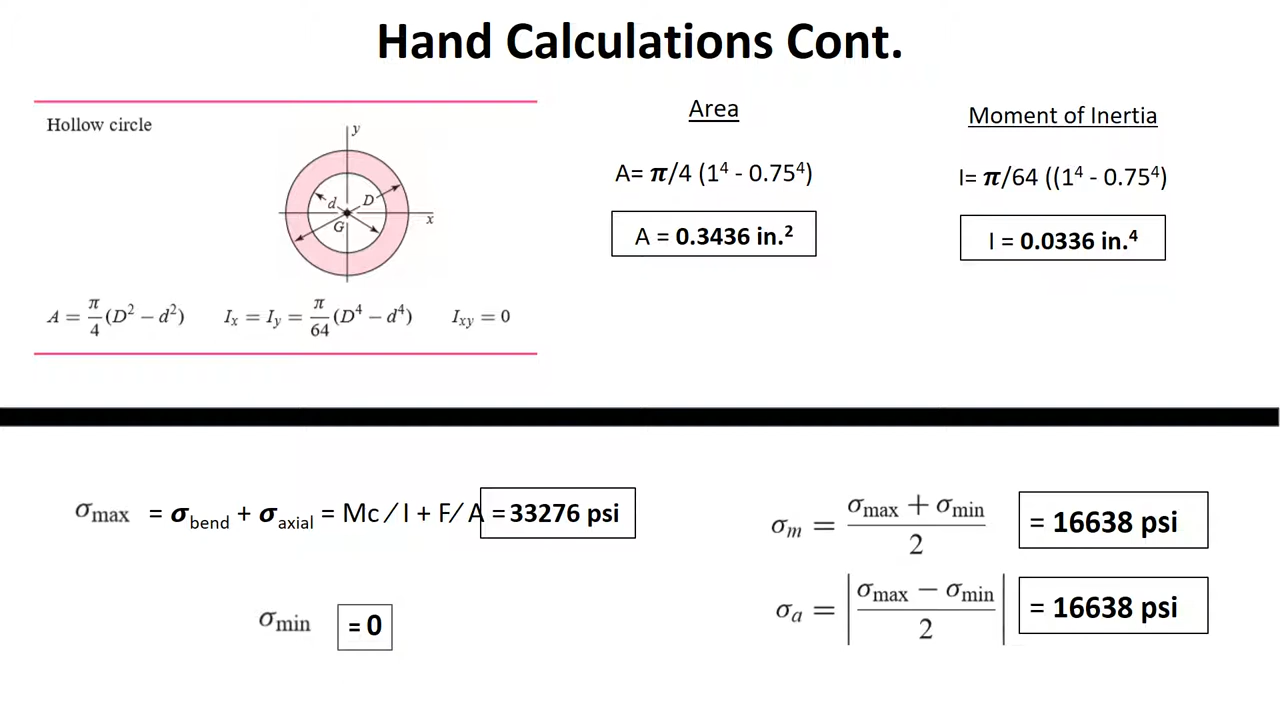 Hand Calculations Cont.
Hollow circle
y
d
D
G
x
A = π/4 (D² − d²)    Iₓ = Iᵧ = π/64 (D⁴ − d⁴)    Iₓᵧ = 0
Area
A= π/4 (1⁴ - 0.75⁴)
A = 0.3436 in.²
Moment of Inertia
I= π/64 ((1⁴ - 0.75⁴)
I = 0.0336 in.⁴
σmax = σbend + σaxial = Mc / I + F/ A = 33276 psi
σmin = 0
σm = (σmax + σmin)/2 = 16638 psi
σa = |(σmax − σmin)/2| = 16638 psi